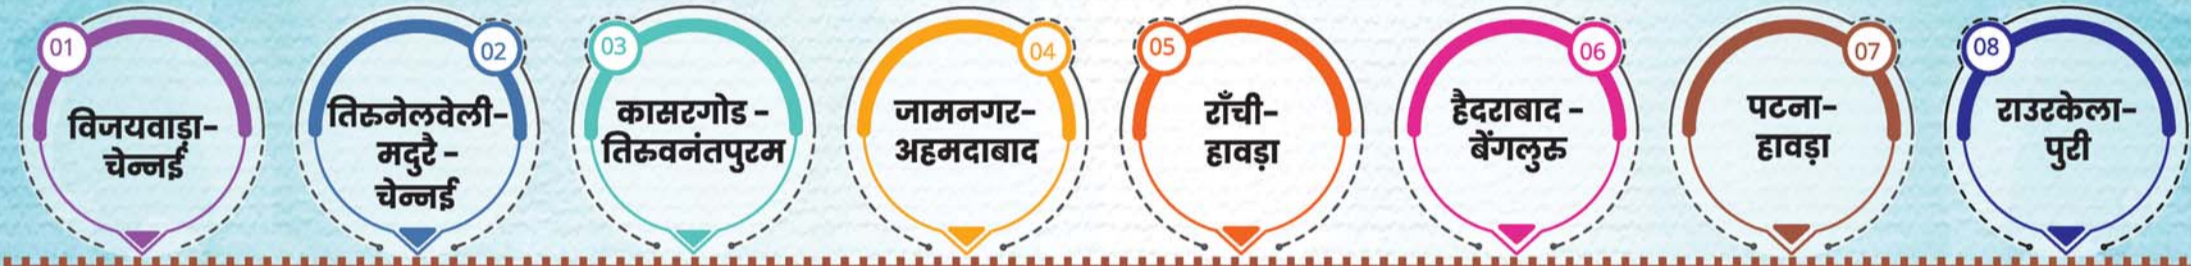 01
विजयवाड़ा-
चेन्नई
02
तिरुनेलवेली-
मदुरै -
चेन्नई
03
कासरगोड -
तिरुवनंतपुरम
04
जामनगर-
अहमदाबाद
05
राँची-
हावड़ा
06
हैदराबाद -
बेंगलुरु
07
पटना-
हावड़ा
08
राउरकेला-
पुरी